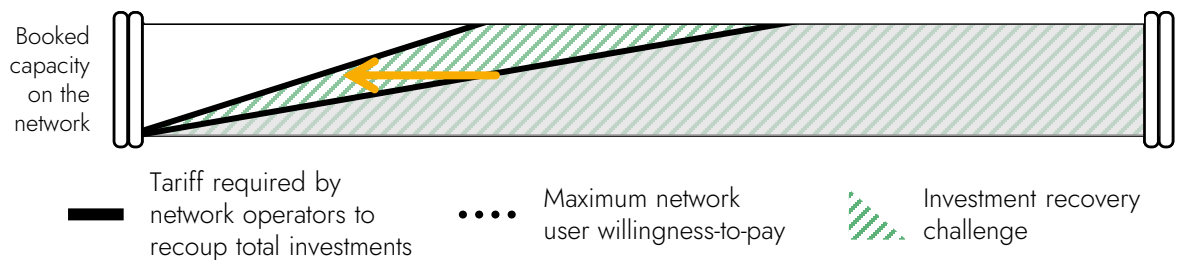 Booked
capacity
on the
network
Tariff required by
network operators to
recoup total investments
Maximum network
user willingness-to-pay
Investment recovery
challenge